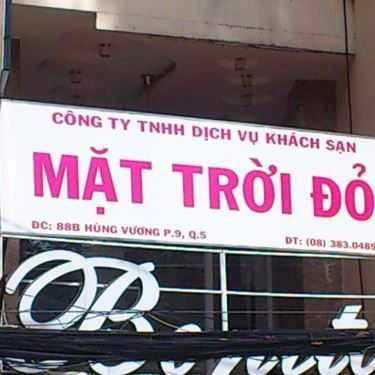 CÔNG TY TNHH DỊCH VỤ KHÁCH SẠN
MẶT TRỜI ĐỎ
ĐC: 88B HÙNG VƯƠNG P.9, Q.5
ĐT: (08) 383.0489